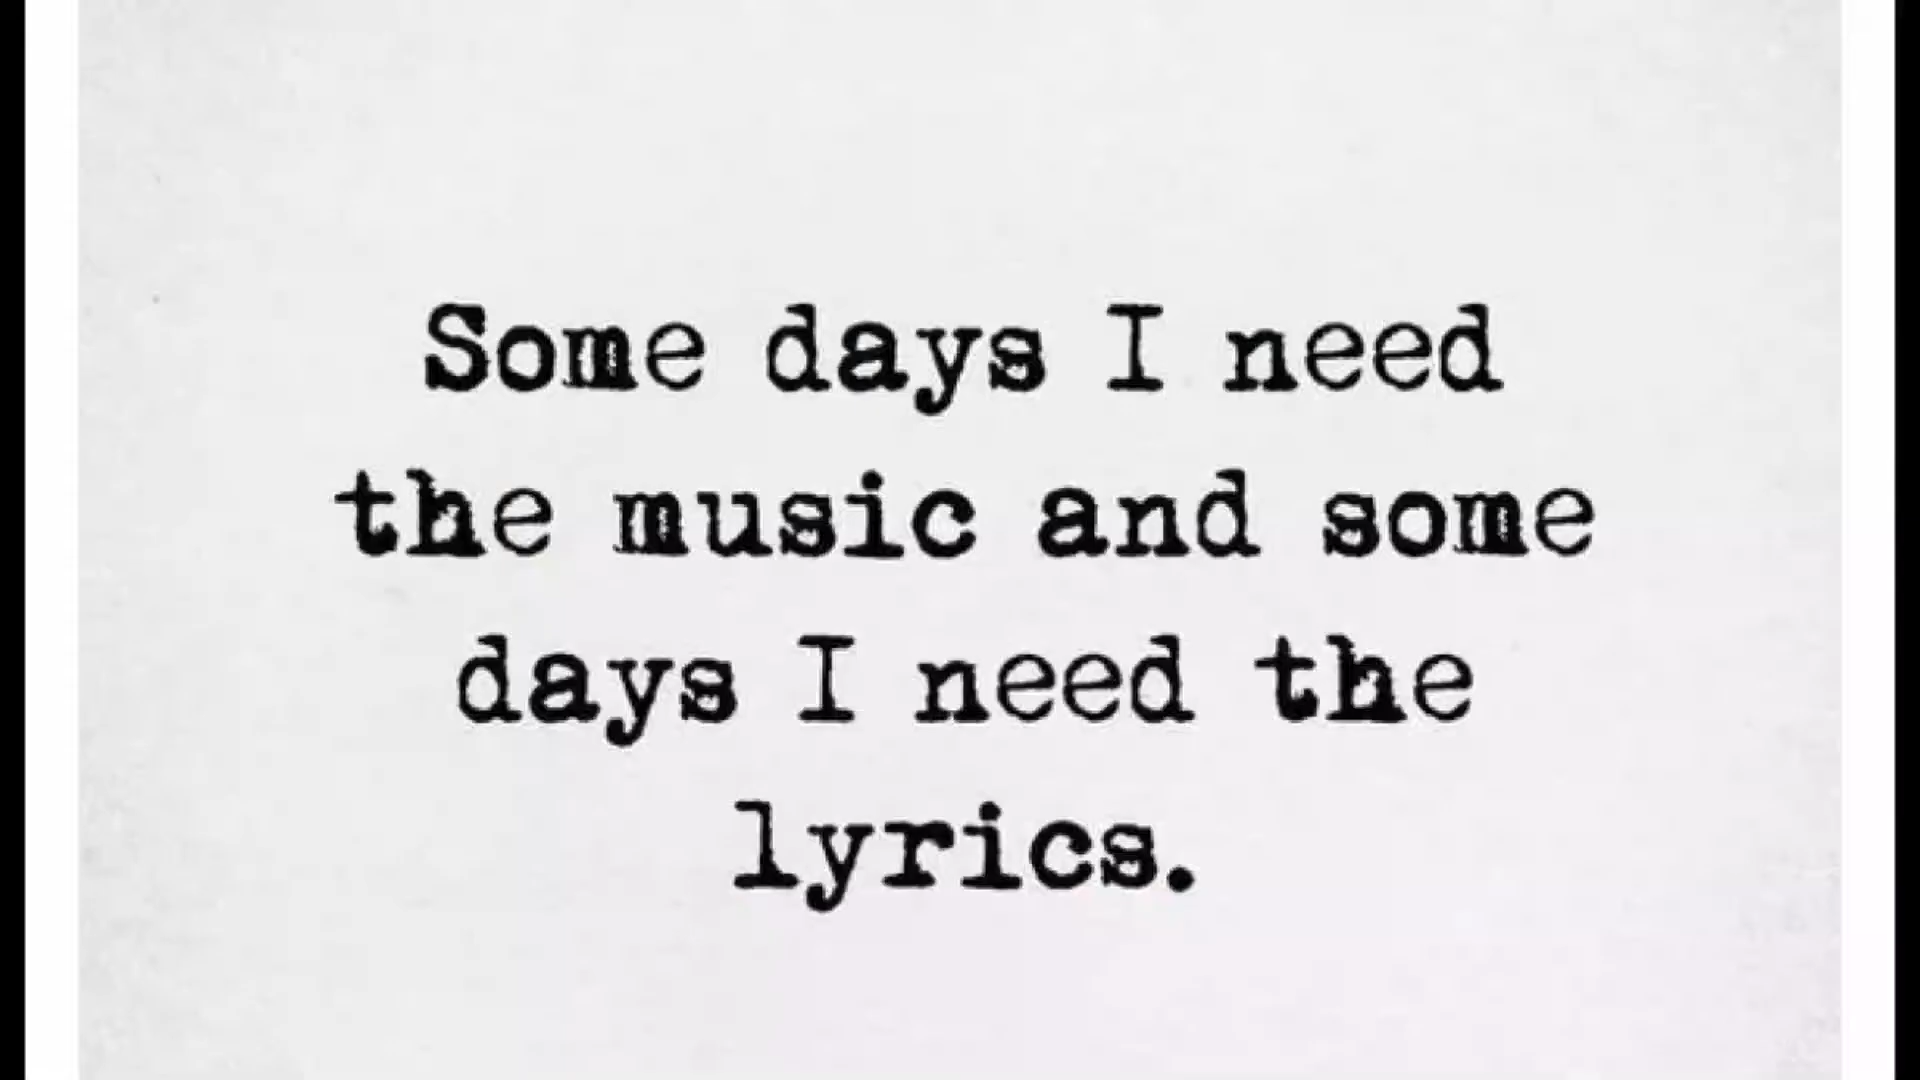 Some days I need
the music and some
days I need the
lyrics.